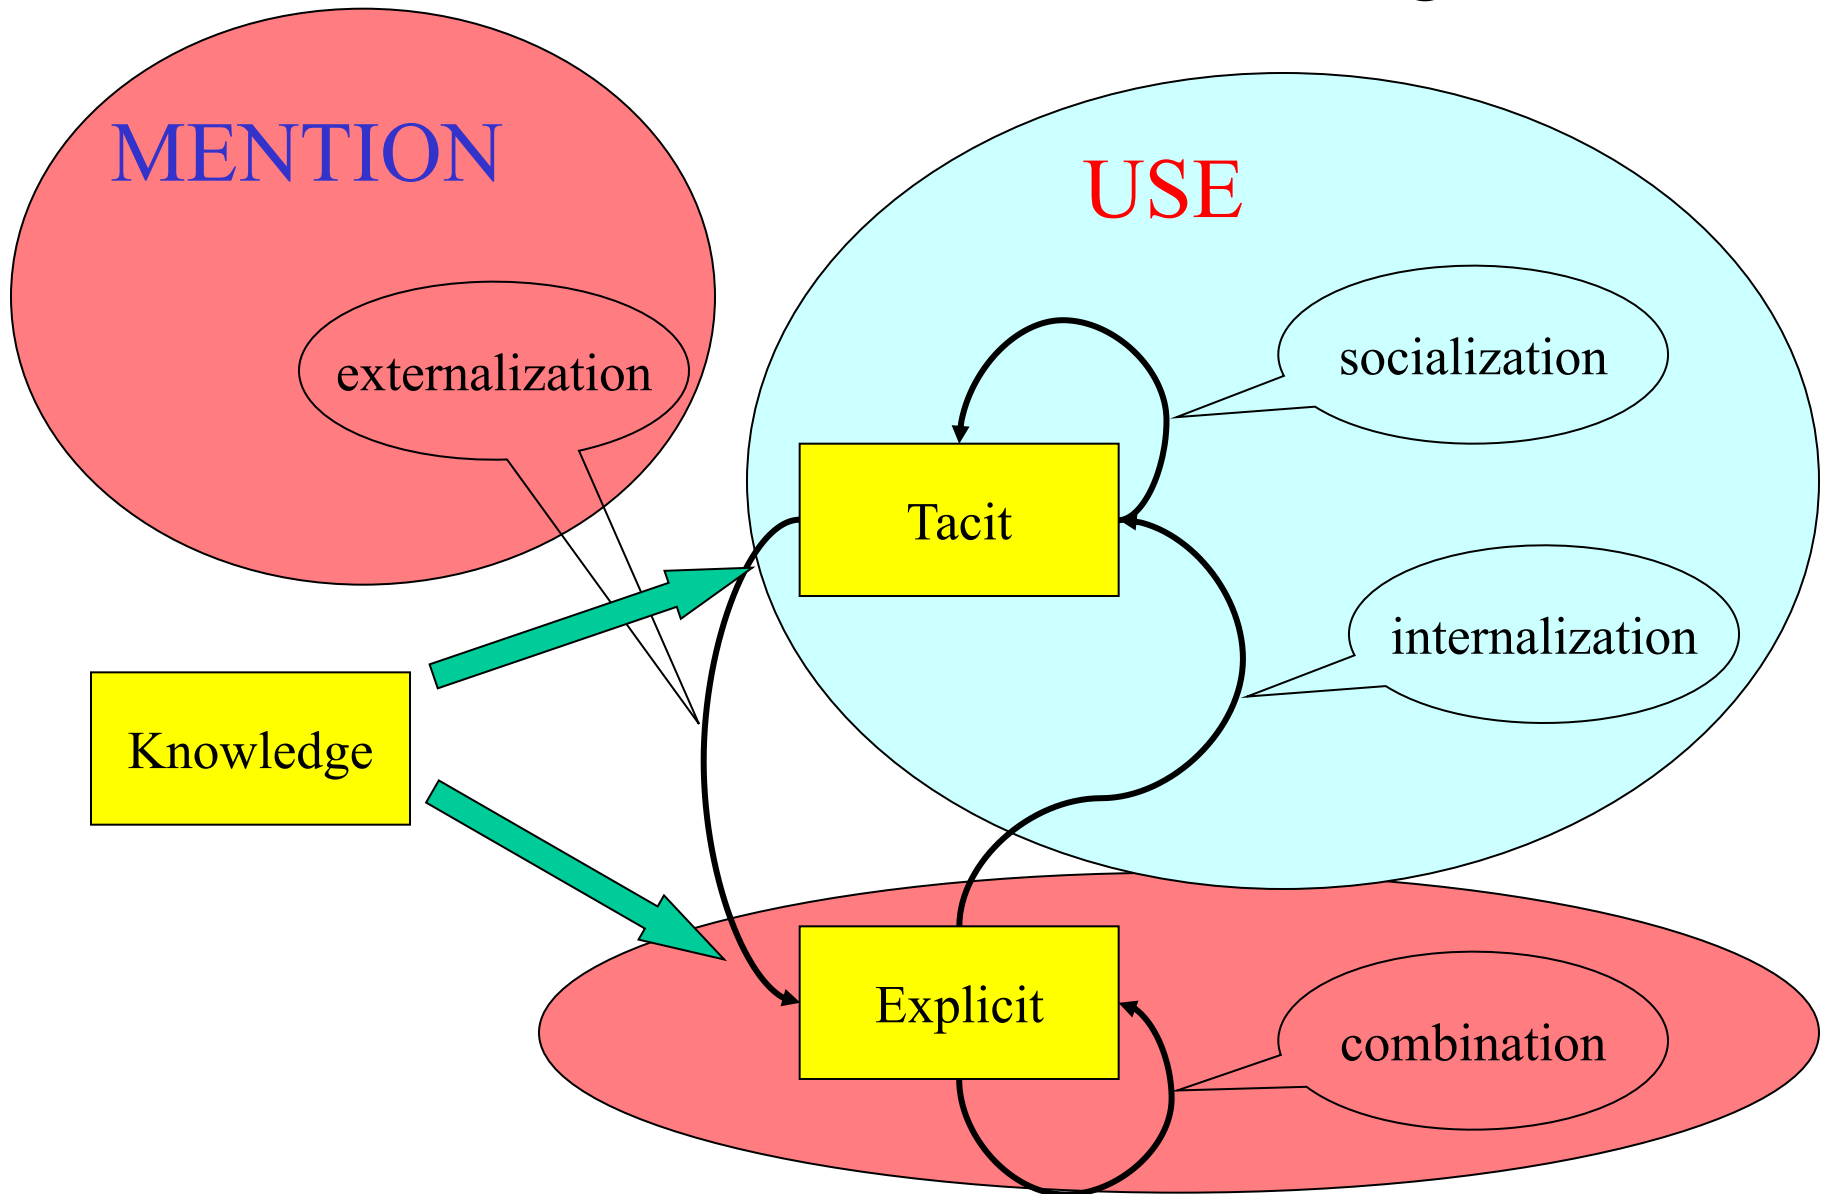 MENTION
USE
externalization
socialization
Tacit
internalization
Knowledge
Explicit
combination